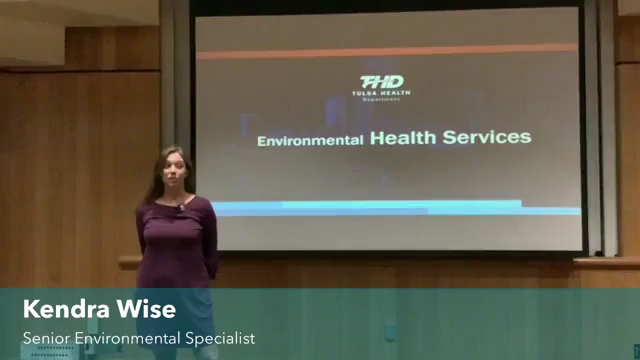 THD
TULSA HEALTH
Department
Environmental Health Services
Kendra Wise
Senior Environmental Specialist